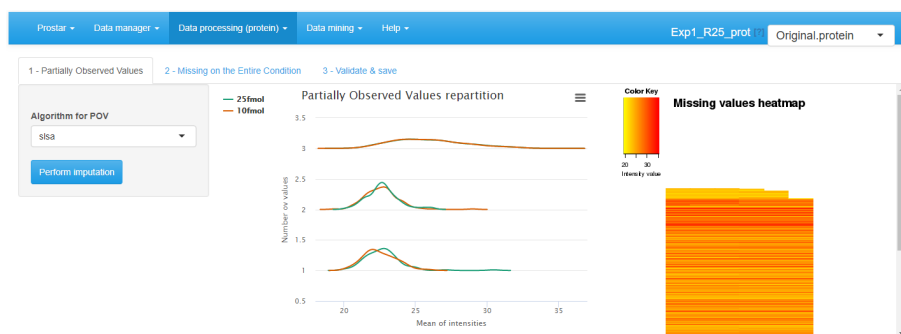 Prostar Data manager Data processing (protein) Data mining Help Exp1_R25_prot [?] Original.protein
1 - Partially Observed Values 2 - Missing on the Entire Condition 3 - Validate & save
Algorithm for POV
slsa
Perform imputation
25fmol
10fmol
Partially Observed Values repartition
3.5
3
2.5
2
1.5
1
0.5
Number ov values
20 25 30 35
Mean of intensities
Color Key
20 30
Intensity value
Missing values heatmap